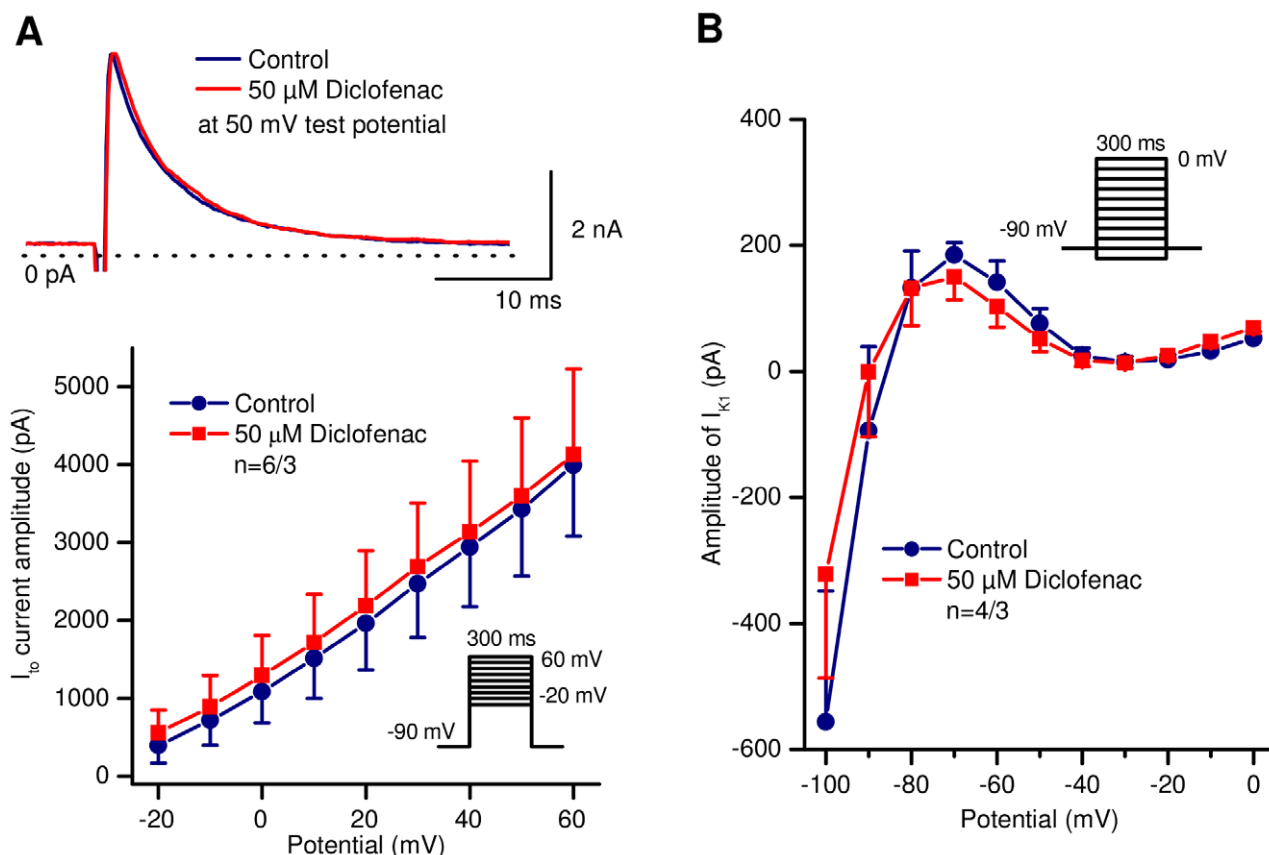 A
Control
50 μM Diclofenac
at 50 mV test potential
2 nA
0 pA
10 ms
5000
4000
3000
2000
1000
0
I_to current amplitude (pA)
Control
50 μM Diclofenac
n=6/3
300 ms
60 mV
-20 mV
-90 mV
-20 0 20 40 60
Potential (mV)
B
400
200
0
-200
-400
-600
Amplitude of I_K1 (pA)
300 ms
0 mV
-90 mV
Control
50 μM Diclofenac
n=4/3
-100 -80 -60 -40 -20 0
Potential (mV)